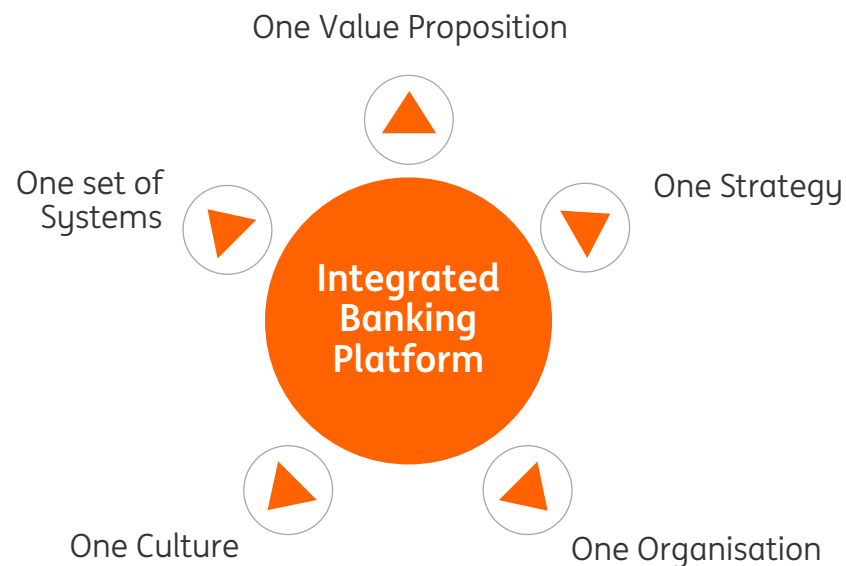 One Value Proposition
One set of
Systems
One Strategy
Integrated
Banking
Platform
One Culture
One Organisation